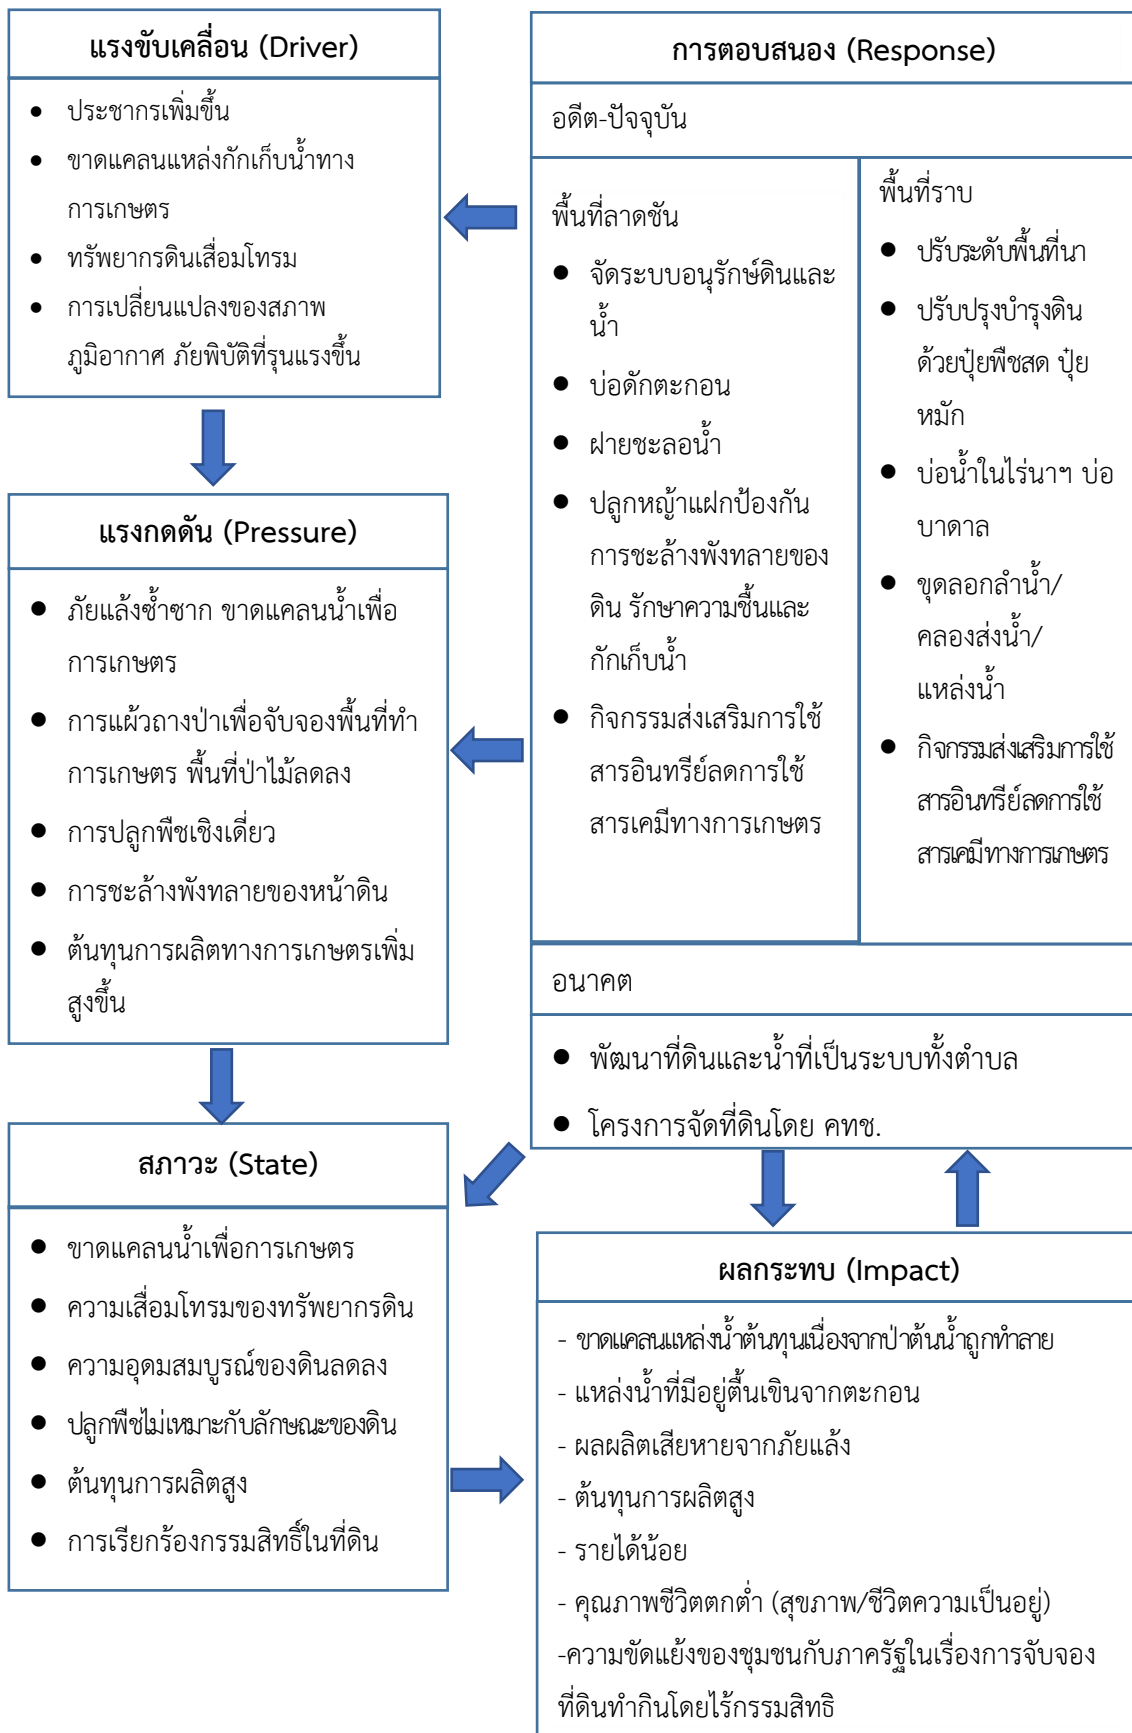 แรงขับเคลื่อน (Driver)
● ประชากรเพิ่มขึ้น
● ขาดแคลนแหล่งกักเก็บน้ำทาง
การเกษตร
● ทรัพยากรดินเสื่อมโทรม
● การเปลี่ยนแปลงของสภาพ
ภูมิอากาศ ภัยพิบัติที่รุนแรงขึ้น
แรงกดดัน (Pressure)
● ภัยแล้งซ้ำซาก ขาดแคลนน้ำเพื่อ
การเกษตร
● การแผ้วถางป่าเพื่อจับจองพื้นที่ทำ
การเกษตร พื้นที่ป่าไม้ลดลง
● การปลูกพืชเชิงเดี่ยว
● การชะล้างพังทลายของหน้าดิน
● ต้นทุนการผลิตทางการเกษตรเพิ่ม
สูงขึ้น
สภาวะ (State)
● ขาดแคลนน้ำเพื่อการเกษตร
● ความเสื่อมโทรมของทรัพยากรดิน
● ความอุดมสมบูรณ์ของดินลดลง
● ปลูกพืชไม่เหมาะกับลักษณะของดิน
● ต้นทุนการผลิตสูง
● การเรียกร้องกรรมสิทธิ์ในที่ดิน
การตอบสนอง (Response)
อดีต-ปัจจุบัน
พื้นที่ลาดชัน
● จัดระบบอนุรักษ์ดินและ
น้ำ
● บ่อดักตะกอน
● ฝายชะลอน้ำ
● ปลูกหญ้าแฝกป้องกัน
การชะล้างพังทลายของ
ดิน รักษาความชื้นและ
กักเก็บน้ำ
● กิจกรรมส่งเสริมการใช้
สารอินทรีย์ลดการใช้
สารเคมีทางการเกษตร
พื้นที่ราบ
● ปรับระดับพื้นที่นา
● ปรับปรุงบำรุงดิน
ด้วยปุ๋ยพืชสด ปุ๋ย
หมัก
● บ่อน้ำในไร่นาฯ บ่อ
บาดาล
● ขุดลอกลำน้ำ/
คลองส่งน้ำ/
แหล่งน้ำ
● กิจกรรมส่งเสริมการใช้
สารอินทรีย์ลดการใช้
สารเคมีทางการเกษตร
อนาคต
● พัฒนาที่ดินและน้ำที่เป็นระบบทั้งตำบล
● โครงการจัดที่ดินโดย คทช.
ผลกระทบ (Impact)
- ขาดแคลนแหล่งน้ำต้นทุนเนื่องจากป่าต้นน้ำถูกทำลาย
- แหล่งน้ำที่มีอยู่ตื้นเขินจากตะกอน
- ผลผลิตเสียหายจากภัยแล้ง
- ต้นทุนการผลิตสูง
- รายได้น้อย
- คุณภาพชีวิตตกต่ำ (สุขภาพ/ชีวิตความเป็นอยู่)
-ความขัดแย้งของชุมชนกับภาครัฐในเรื่องการจับจอง
ที่ดินทำกินโดยไร้กรรมสิทธิ